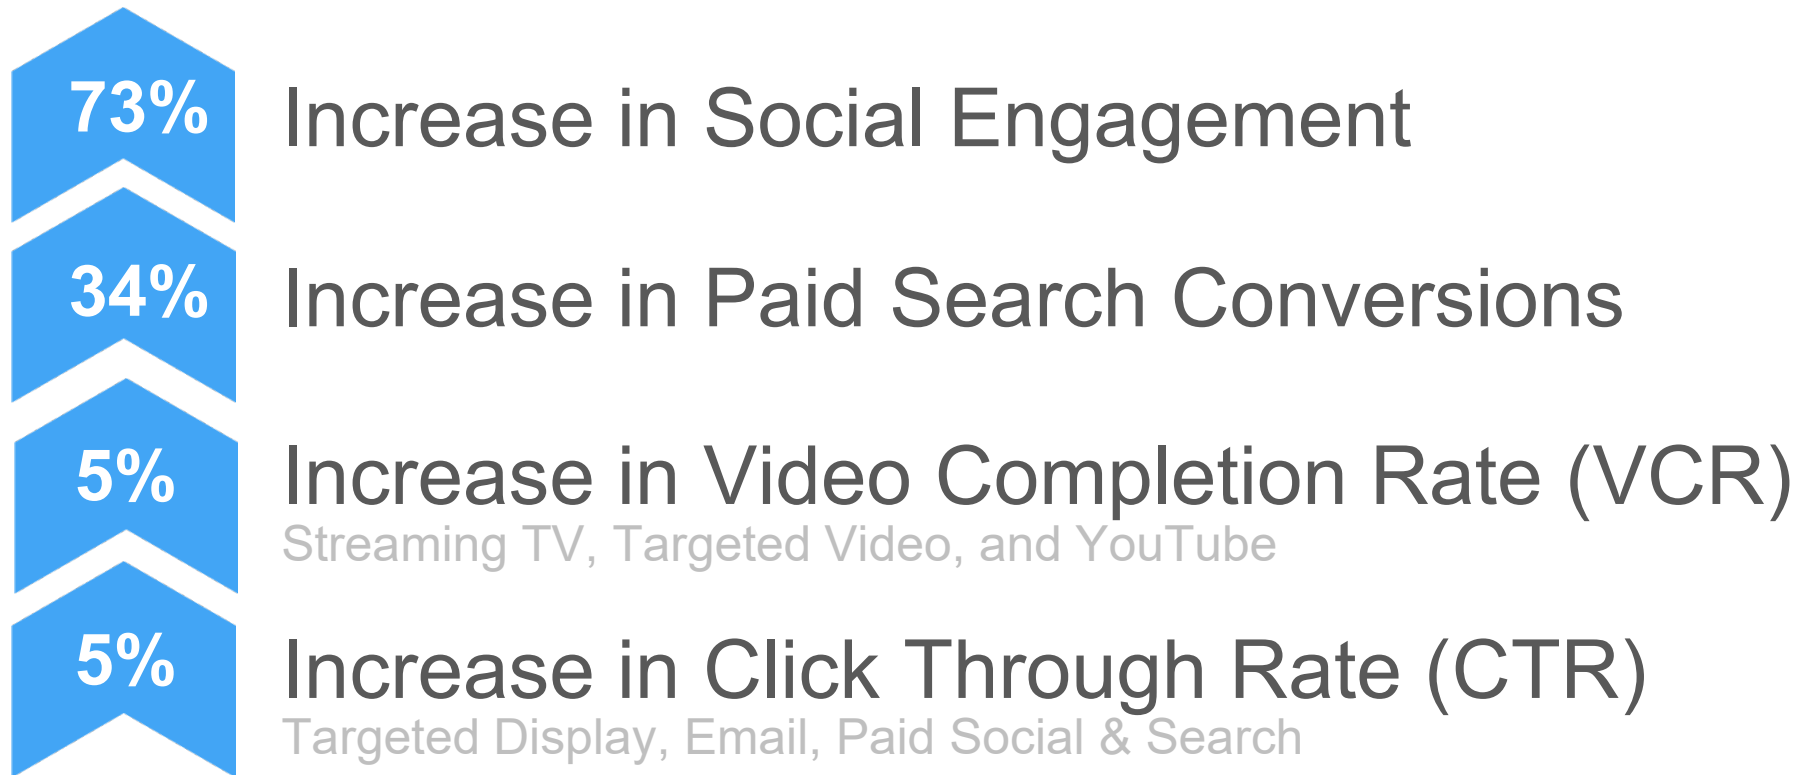 73%
Increase in Social Engagement
34%
Increase in Paid Search Conversions
5%
Increase in Video Completion Rate (VCR)
Streaming TV, Targeted Video, and YouTube
5%
Increase in Click Through Rate (CTR)
Targeted Display, Email, Paid Social & Search